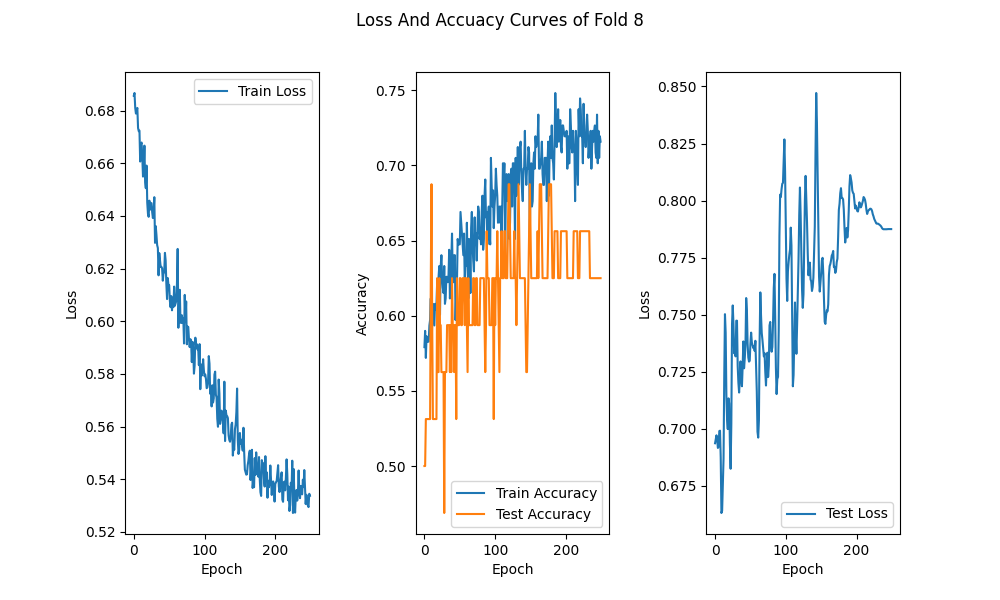 Loss And Accuacy Curves of Fold 8
Loss
0.68
0.66
0.64
0.62
0.60
0.58
0.56
0.54
0.52
0
100
200
Epoch
Train Loss
Accuracy
0.75
0.70
0.65
0.60
0.55
0.50
0
100
200
Epoch
Train Accuracy
Test Accuracy
Loss
0.850
0.825
0.800
0.775
0.750
0.725
0.700
0.675
0
100
200
Epoch
Test Loss